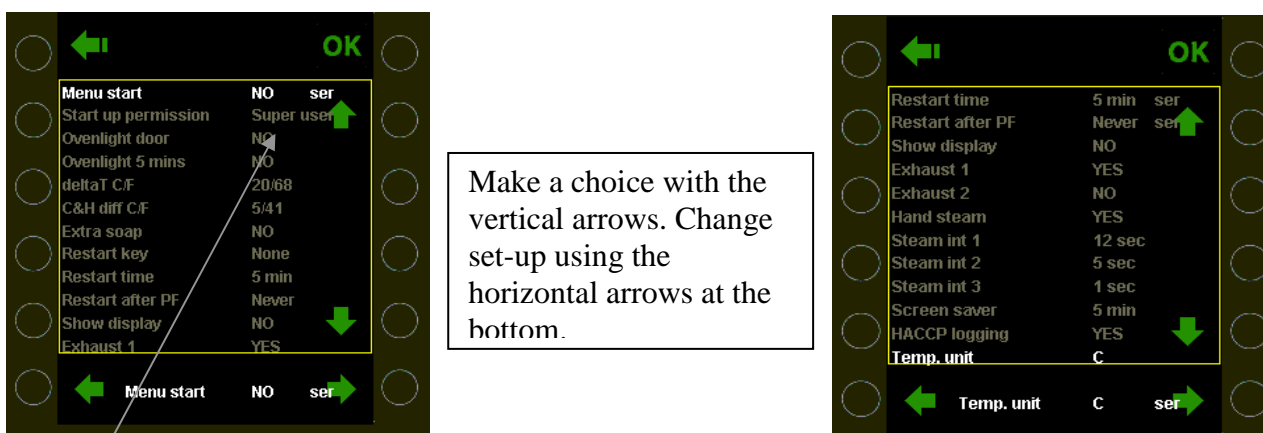 OK
Menu start NO ser
Start up permission Super user
Ovenlight door NO
Ovenlight 5 mins NO
deltaT C/F 20/68
C&H diff C/F 5/41
Extra soap NO
Restart key None
Restart time 5 min
Restart after PF Never
Show display NO
Exhaust 1 YES
Menu start NO ser
Make a choice with the
vertical arrows. Change
set-up using the
horizontal arrows at the
bottom.
OK
Restart time 5 min ser
Restart after PF Never ser
Show display NO
Exhaust 1 YES
Exhaust 2 NO
Hand steam YES
Steam int 1 12 sec
Steam int 2 5 sec
Steam int 3 1 sec
Screen saver 5 min
HACCP logging YES
Temp. unit C
Temp. unit C ser